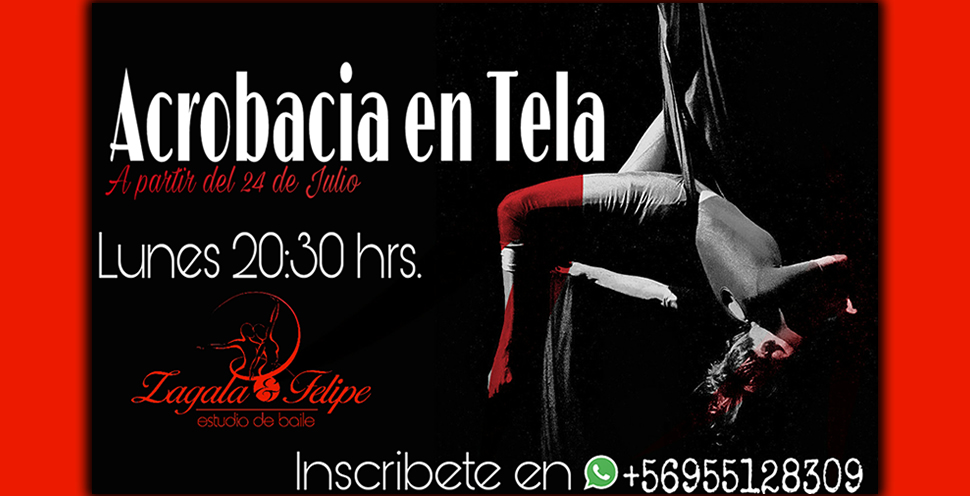 Acrobacia en Tela
A partir del 24 de Julio
Lunes 20:30 hrs.
Zagala & Felipe
estudio de baile
Inscribete en +56955128309